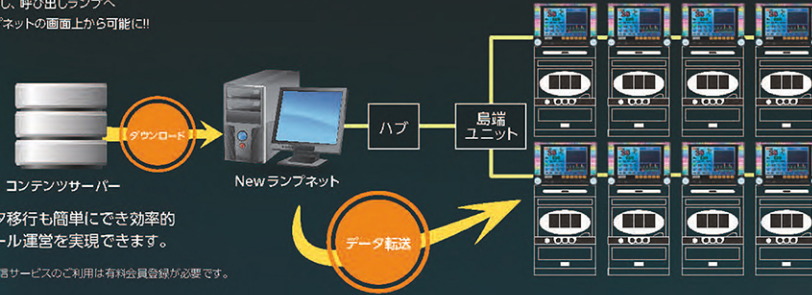 し、呼び出しランプへ
プネットの画面上から可能に!!
ダウンロード
コンテンツサーバー
Newランプネット
ハブ
島端
ユニット
データ転送
タ移行も簡単にでき効率的
ール運営を実現できます。
信サービスのご利用は有料会員登録が必要です。